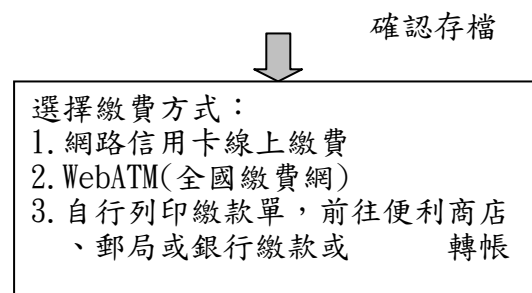 確認存檔
選擇繳費方式：
1.網路信用卡線上繳費
2.WebATM(全國繳費網)
3.自行列印繳款單，前往便利商店
、郵局或銀行繳款或　　　轉帳